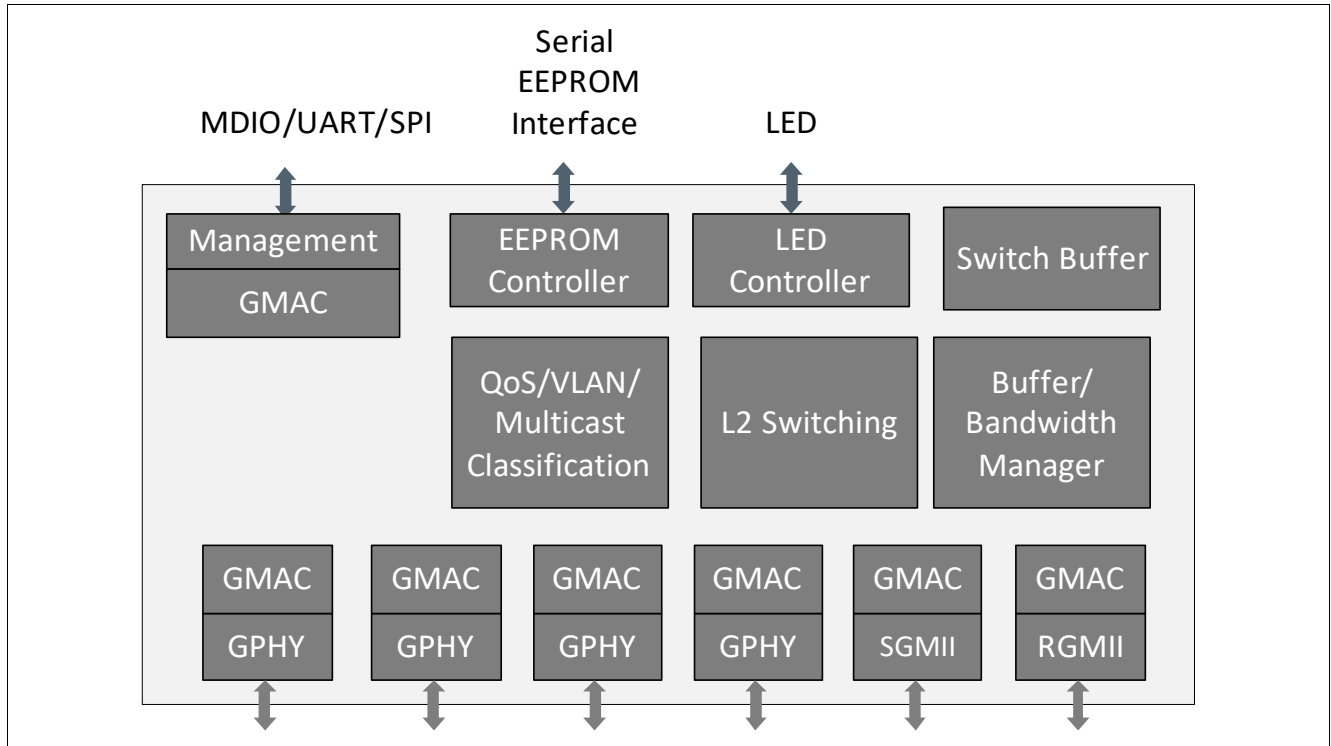 Serial
EEPROM
Interface
MDIO/UART/SPI
LED
Management
GMAC
EEPROM
Controller
LED
Controller
Switch Buffer
QoS/VLAN/
Multicast
Classification
L2 Switching
Buffer/
Bandwidth
Manager
GMAC
GPHY
GMAC
GPHY
GMAC
GPHY
GMAC
GPHY
GMAC
SGMII
GMAC
RGMII